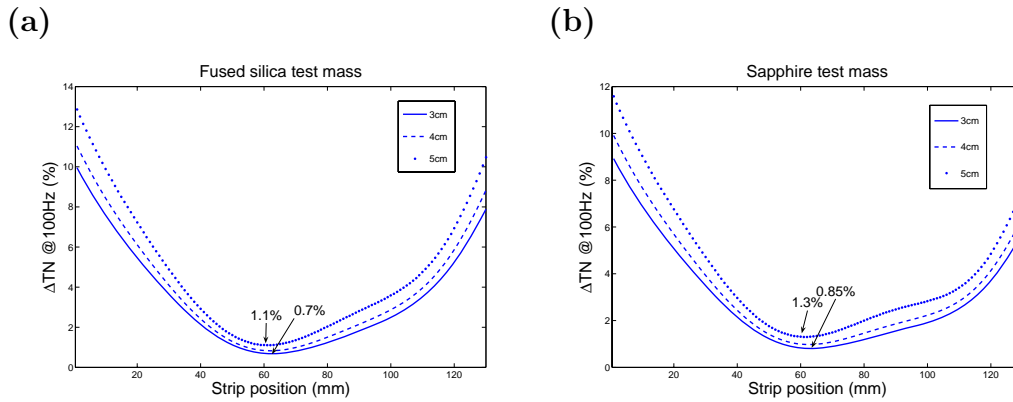 (a)
Fused silica test mass
14
12
10
8
6
4
2
0
ΔTN @100Hz (%)
3cm
4cm
5cm
1.1%
0.7%
20 40 60 80 100 120
Strip position (mm)
(b)
Sapphire test mass
12
10
8
6
4
2
0
ΔTN @100Hz (%)
3cm
4cm
5cm
1.3%
0.85%
20 40 60 80 100 120
Strip position (mm)